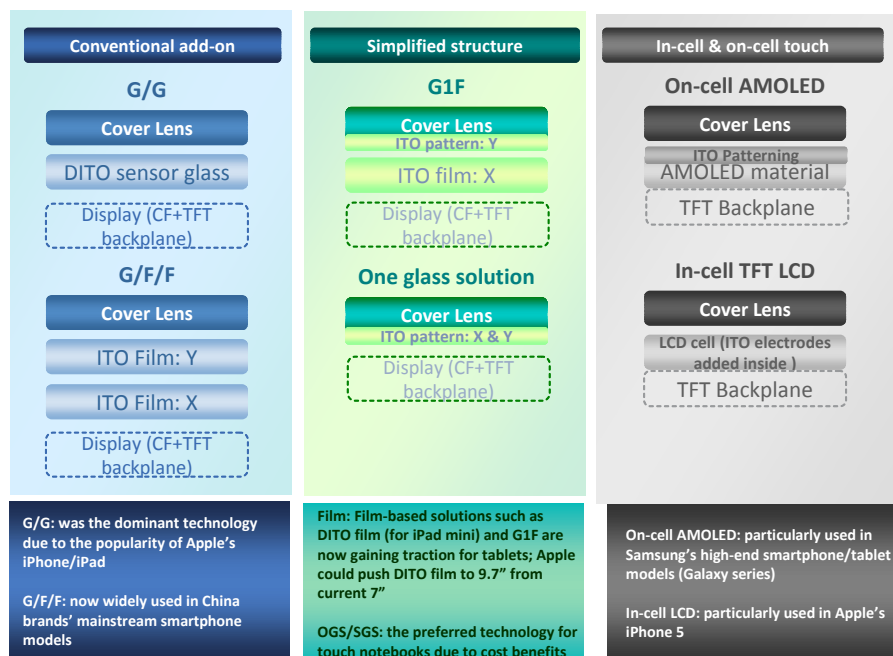 Conventional add-on
G/G
Cover Lens
DITO sensor glass
Display (CF+TFT
backplane)
G/F/F
Cover Lens
ITO Film: Y
ITO Film: X
Display (CF+TFT
backplane)
G/G: was the dominant technology
due to the popularity of Apple's
iPhone/iPad
G/F/F: now widely used in China
brands' mainstream smartphone
models
Simplified structure
G1F
Cover Lens
ITO pattern: Y
ITO film: X
Display (CF+TFT
backplane)
One glass solution
Cover Lens
ITO pattern: X & Y
Display (CF+TFT
backplane)
Film: Film-based solutions such as
DITO film (for iPad mini) and G1F are
now gaining traction for tablets; Apple
could push DITO film to 9.7” from
current 7”
OGS/SGS: the preferred technology for
touch notebooks due to cost benefits
In-cell & on-cell touch
On-cell AMOLED
Cover Lens
ITO Patterning
AMOLED material
TFT Backplane
In-cell TFT LCD
Cover Lens
LCD cell (ITO electrodes
added inside )
TFT Backplane
On-cell AMOLED: particularly used in
Samsung's high-end smartphone/tablet
models (Galaxy series)
In-cell LCD: particularly used in Apple's
iPhone 5